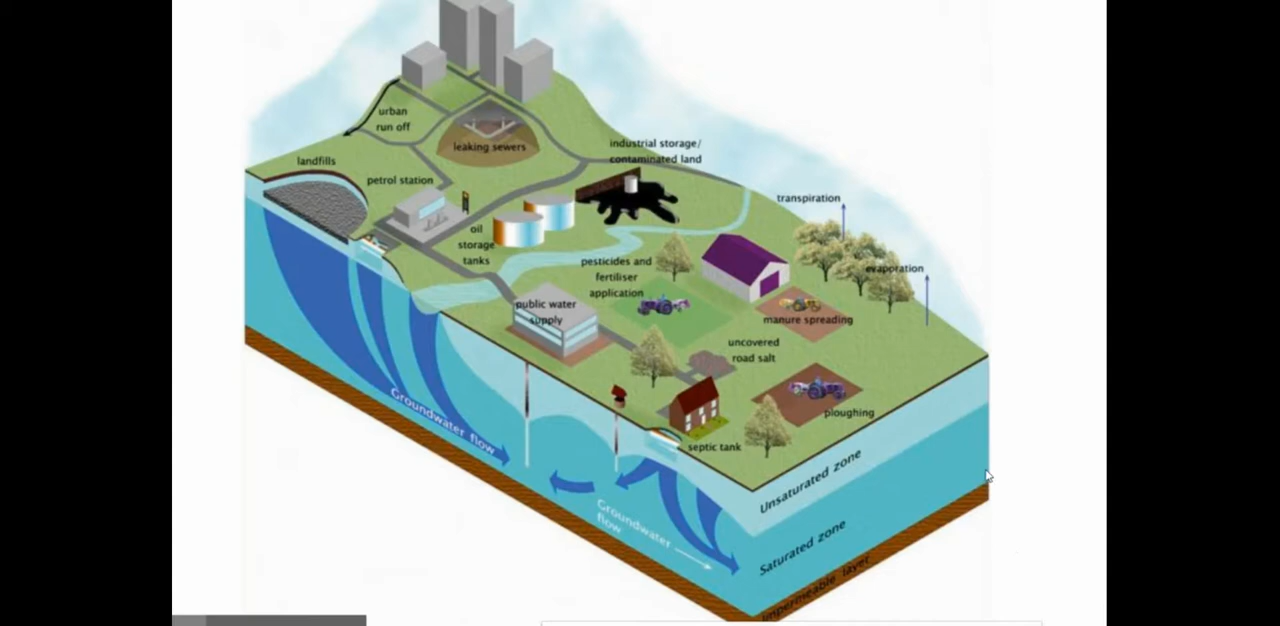 urban
run off
leaking sewers
industrial storage/
contaminated land
landfills
petrol station
transpiration
oil
storage
tanks
pesticides and
fertiliser
application
evaporation
public water
supply
manure spreading
uncovered
road salt
Groundwater flow
ploughing
septic tank
Unsaturated zone
Groundwater
flow
Saturated zone
impermeable layer